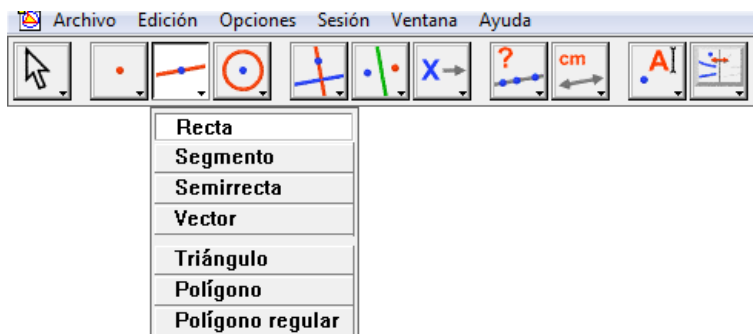 Archivo Edición Opciones Sesión Ventana Ayuda
X ? cm A
Recta
Segmento
Semirrecta
Vector
Triángulo
Polígono
Polígono regular